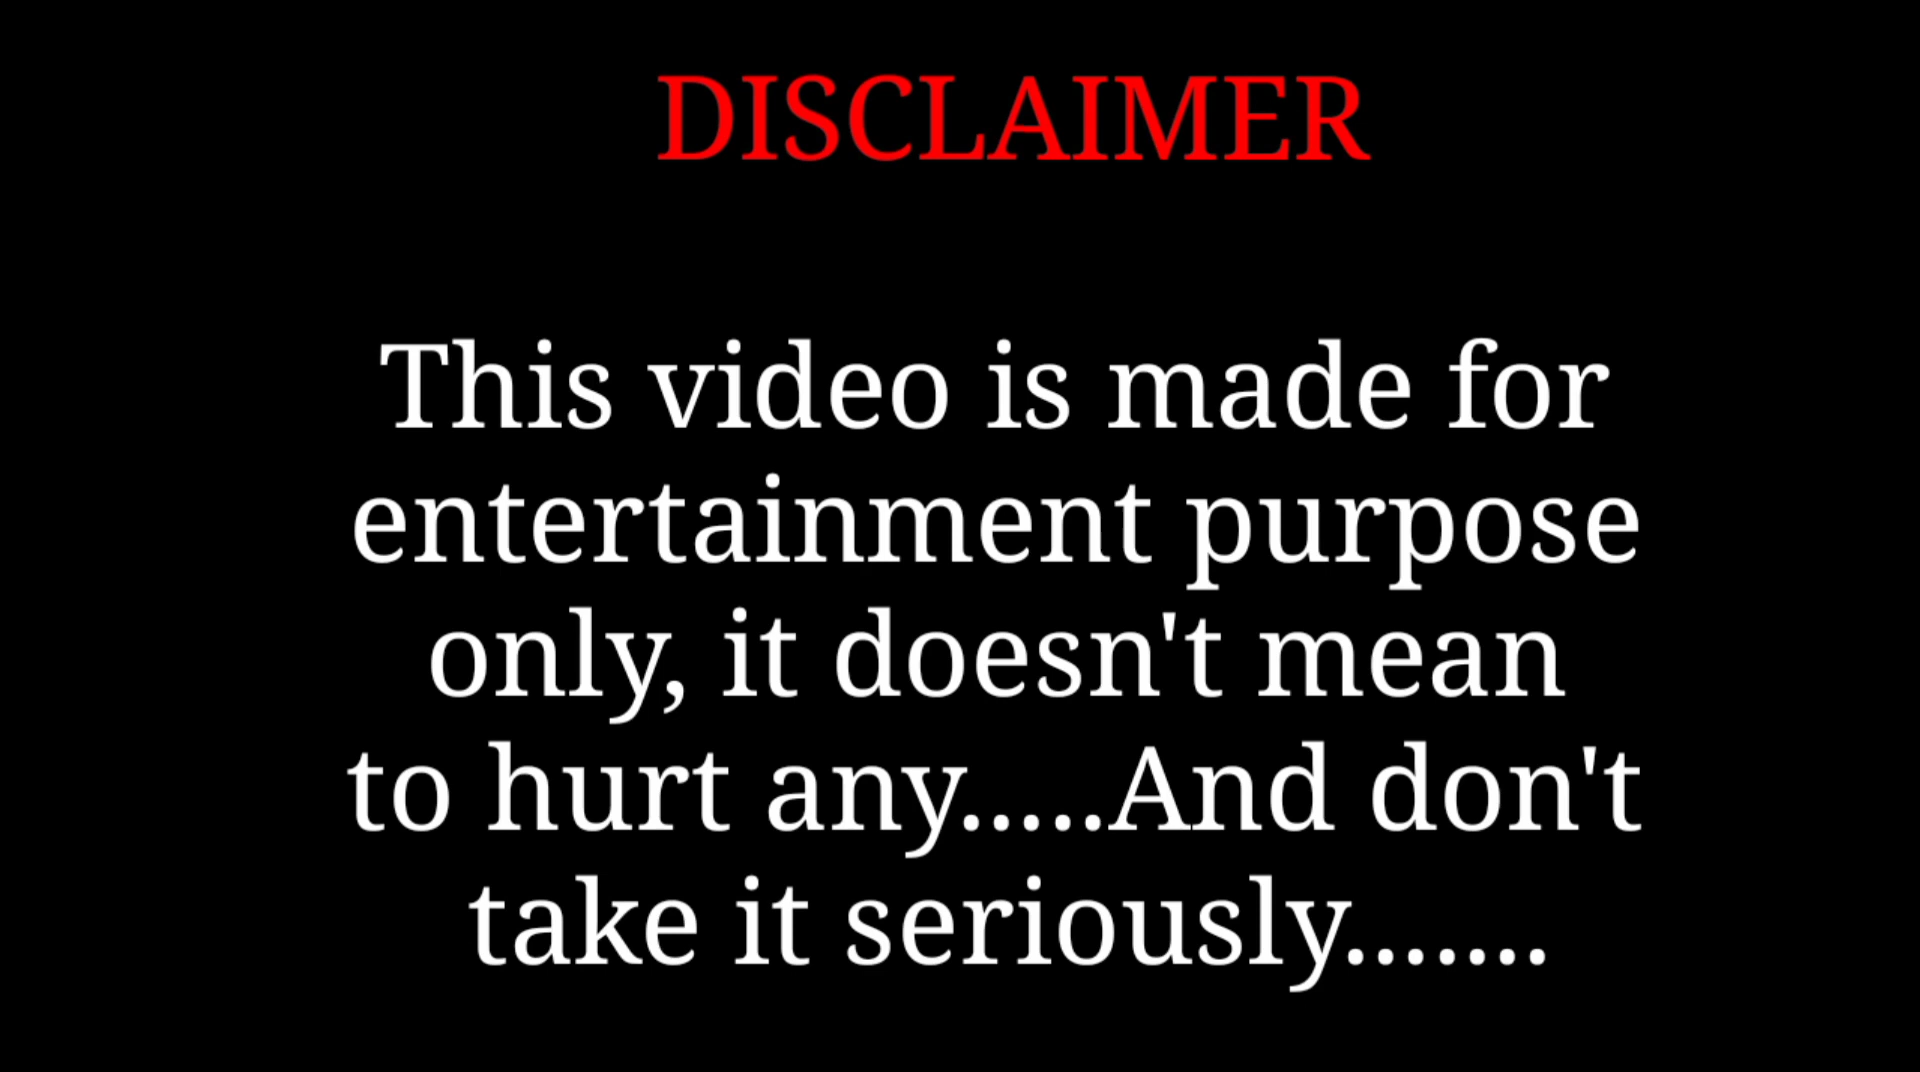 DISCLAIMER
This video is made for
entertainment purpose
only, it doesn't mean
to hurt any.....And don't
take it seriously.......